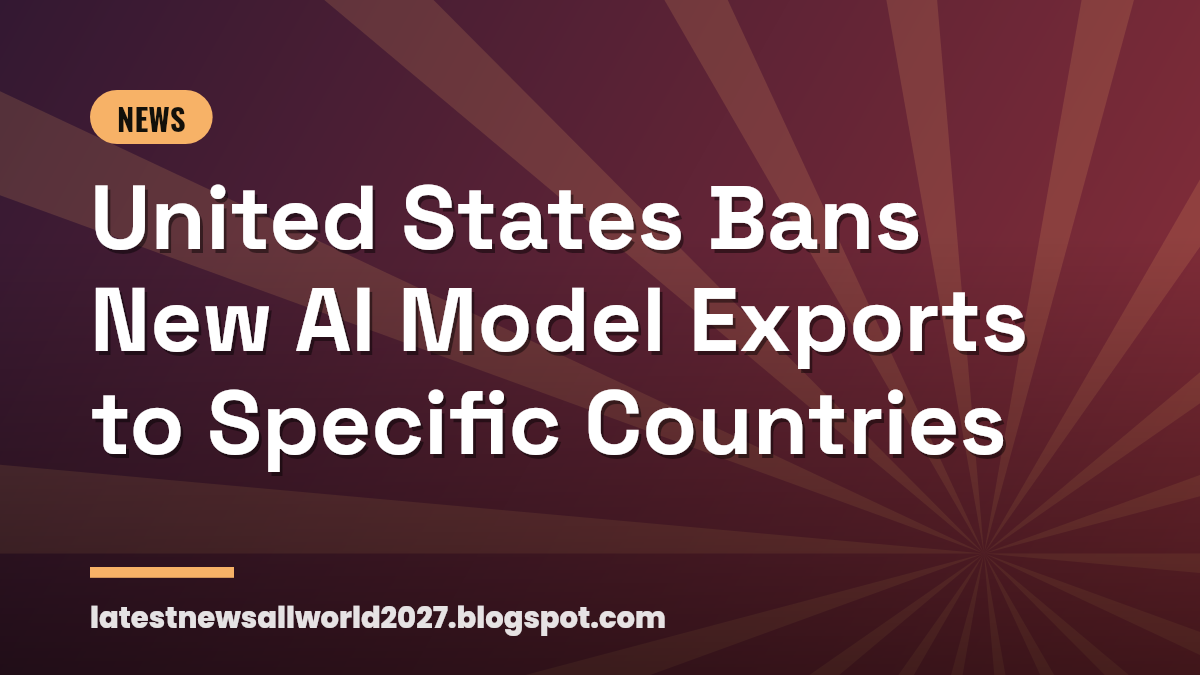 NEWS
United States Bans
New AI Model Exports
to Specific Countries
latestnewsallworld2027.blogspot.com